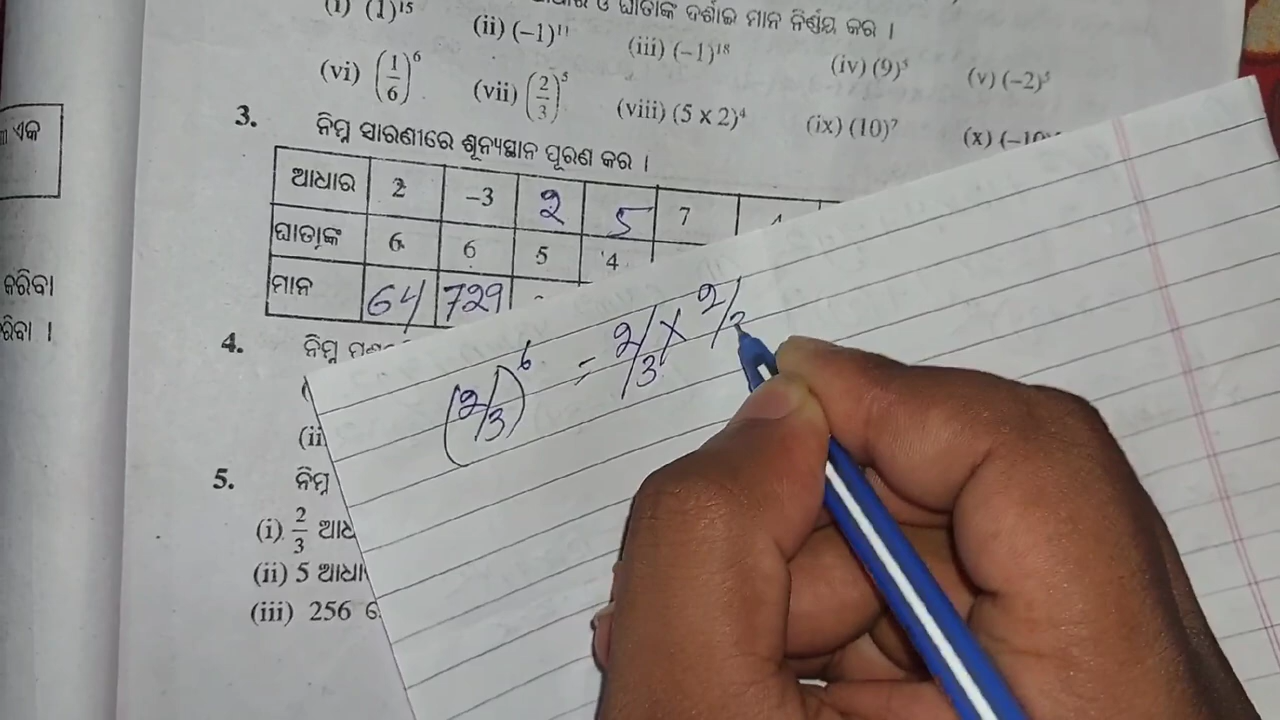 ଓ ଘାତାଙ୍କ ଦର୍ଶାଇ ମାନ ନିର୍ଣ୍ଣୟ କର ।
(i) (1)¹⁵ (ii) (−1)¹¹ (iii) (−1)¹⁸ (iv) (9)⁵ (v) (−2)⁵
(vi) (1/6)⁶ (vii) (2/3)⁵ (viii) (5 × 2)⁴ (ix) (10)⁷ (x)
3. ନିମ୍ନ ସାରଣୀରେ ଶୂନ୍ୟସ୍ଥାନ ପୂରଣ କର ।
ଆଧାର 2 −3 2 5 7
ଘାତାଙ୍କ 6 6 5 4
ମାନ 64 729
4. ନିମ୍ନ
(ii
5. ନିମ୍ନ
(i) 2/3
(ii) 5
(iii) 256
ଏକ
କରିବା
(2/3)⁶ = 2/3 × 2/3